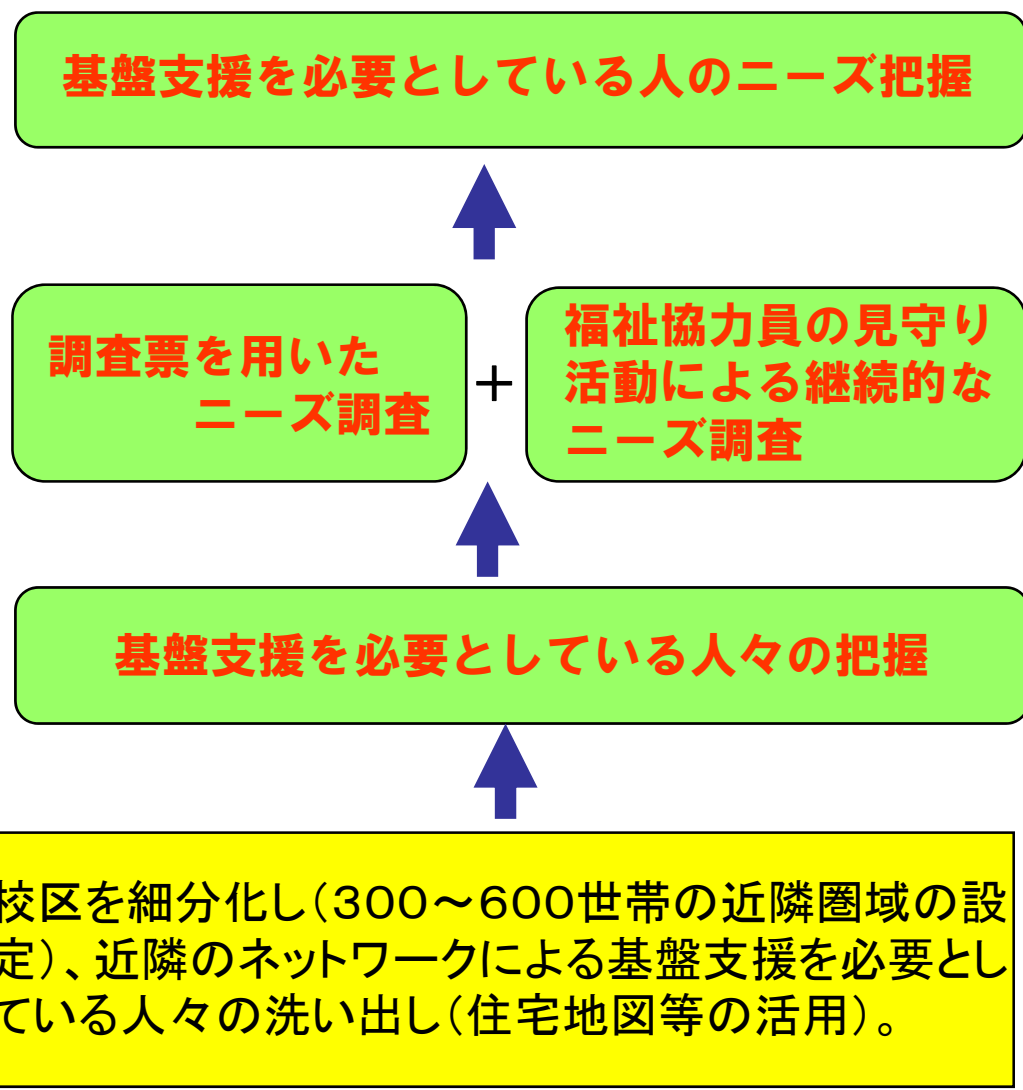 基盤支援を必要としている人のニーズ把握
調査票を用いた
ニーズ調査
＋
福祉協力員の見守り
活動による継続的な
ニーズ調査
基盤支援を必要としている人々の把握
校区を細分化し（３００～６００世帯の近隣圏域の設
定）、近隣のネットワークによる基盤支援を必要とし
ている人々の洗い出し（住宅地図等の活用）。